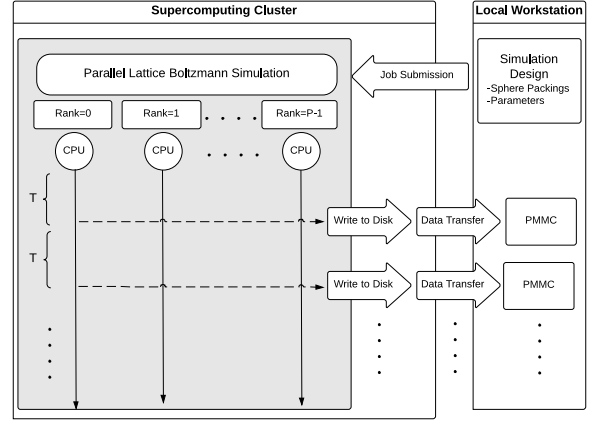 Supercomputing Cluster
Local Workstation
Parallel Lattice Boltzmann Simulation
Job Submission
Simulation
Design
-Sphere Packings
-Parameters
Rank=0
Rank=1
Rank=P-1
CPU
CPU
CPU
T
Write to Disk
Data Transfer
PMMC
T
Write to Disk
Data Transfer
PMMC